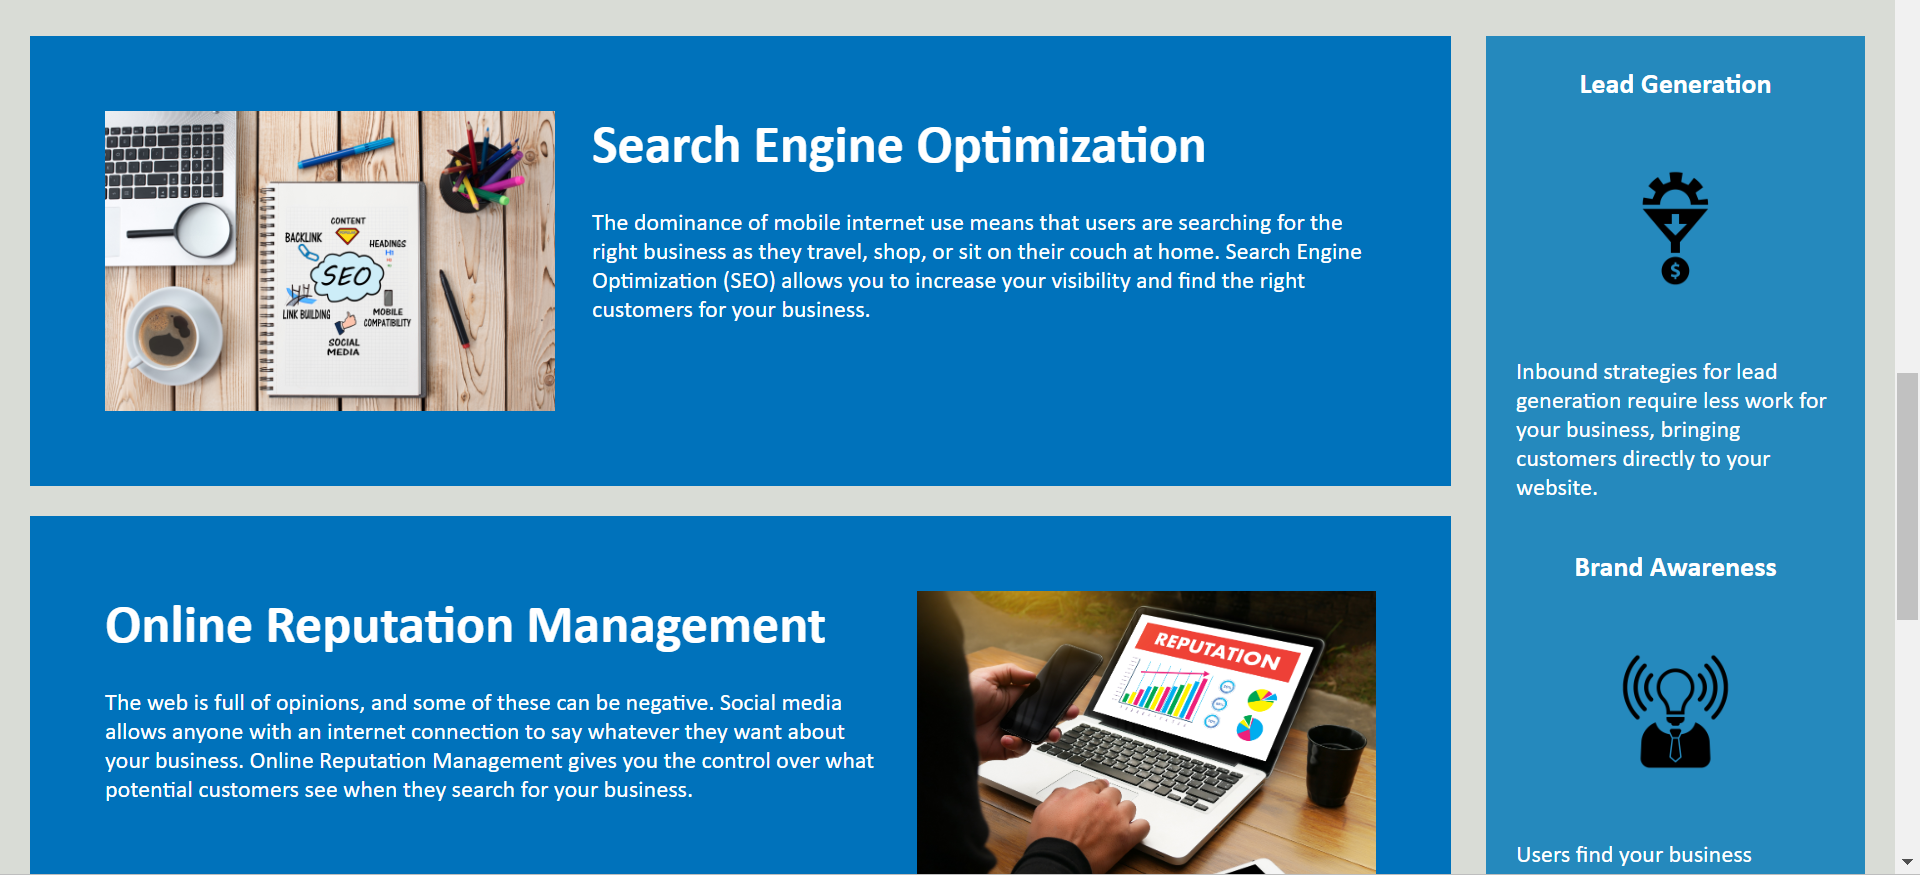 Search Engine Optimization
The dominance of mobile internet use means that users are searching for the
right business as they travel, shop, or sit on their couch at home. Search Engine
Optimization (SEO) allows you to increase your visibility and find the right
customers for your business.
CONTENT
BACKLINK
HEADINGS
H1
SEO
LINK BUILDING
MOBILE
COMPATIBILITY
SOCIAL
MEDIA
Online Reputation Management
The web is full of opinions, and some of these can be negative. Social media
allows anyone with an internet connection to say whatever they want about
your business. Online Reputation Management gives you the control over what
potential customers see when they search for your business.
REPUTATION
Lead Generation
$
Inbound strategies for lead
generation require less work for
your business, bringing
customers directly to your
website.
Brand Awareness
Users find your business